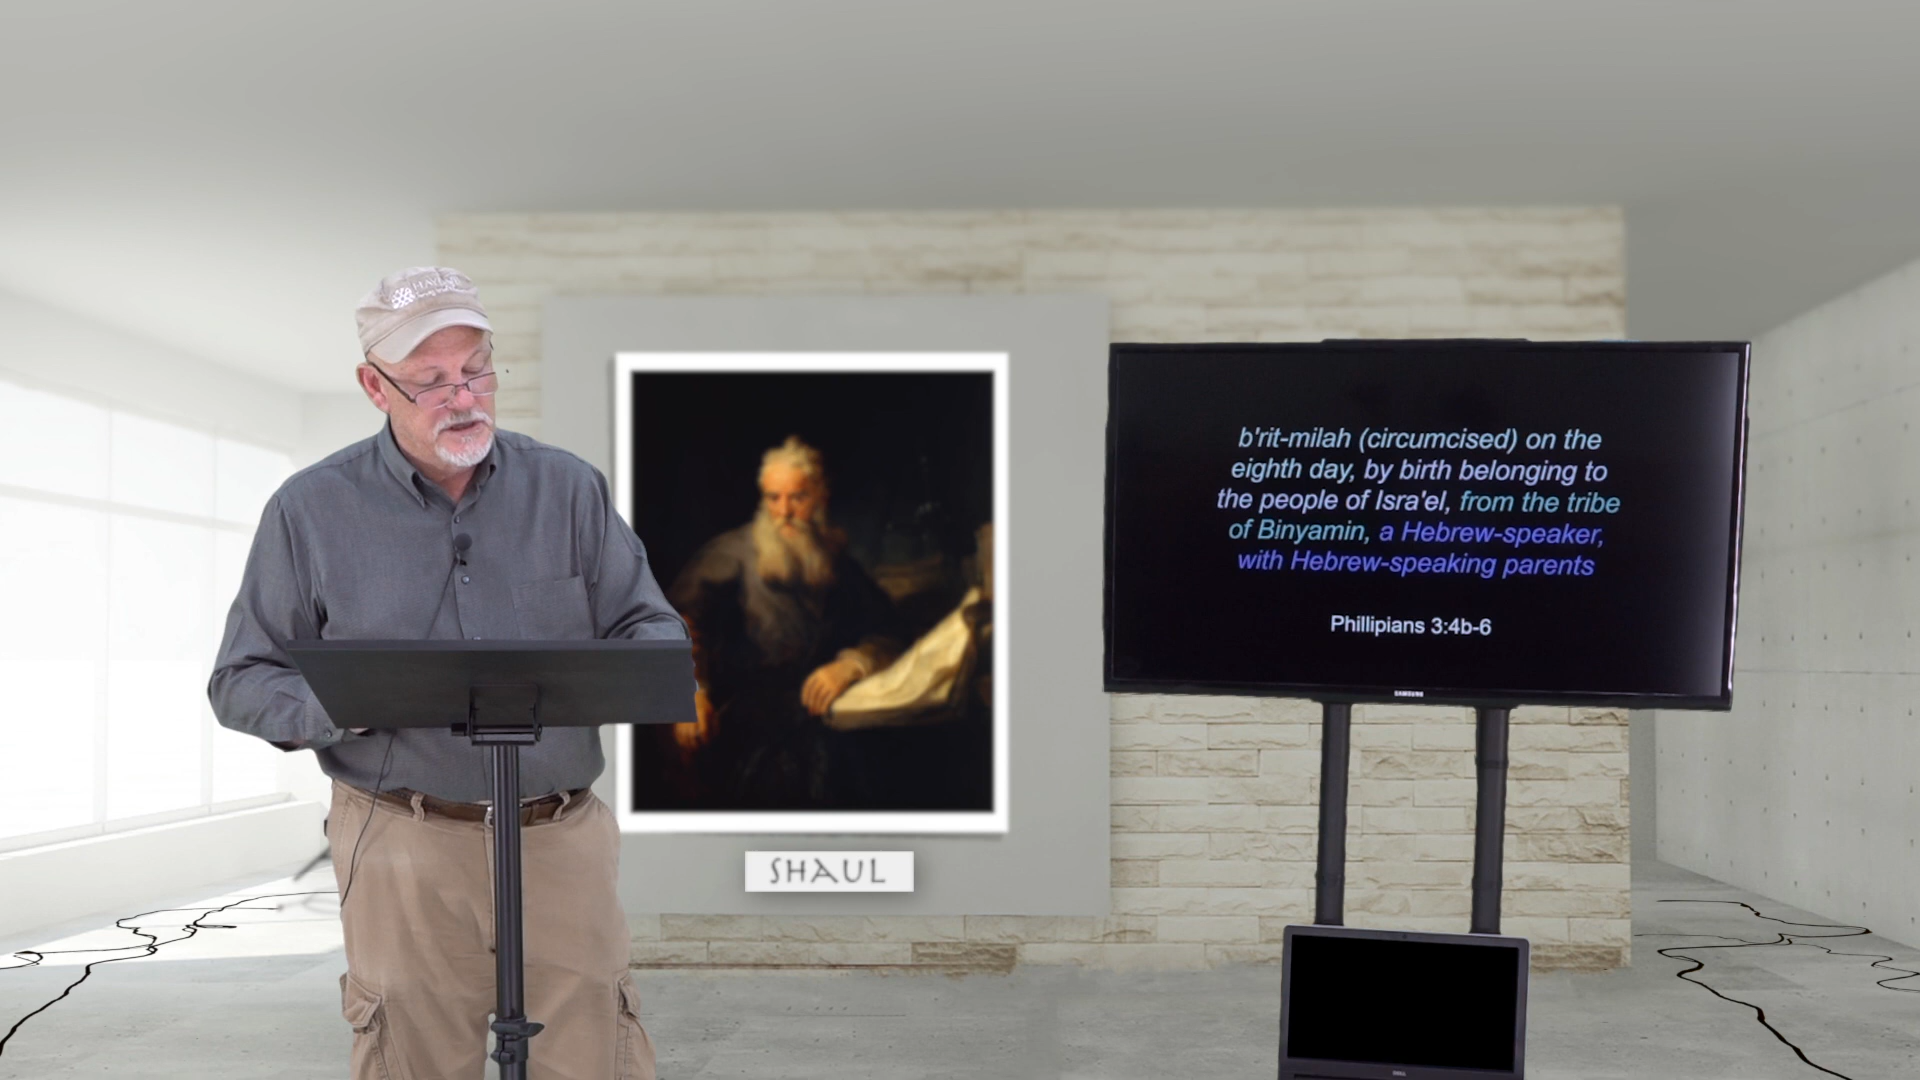 SHAUL
b'rit-milah (circumcised) on the
eighth day, by birth belonging to
the people of Isra'el, from the tribe
of Binyamin, a Hebrew-speaker,
with Hebrew-speaking parents
Phillipians 3:4b-6
SAMSUNG
DELL